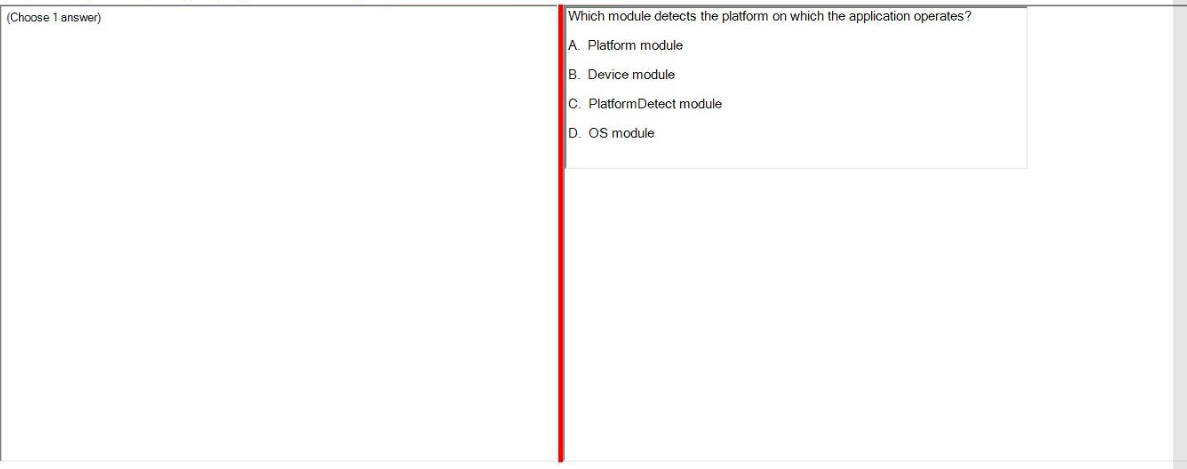 (Choose 1 answer)
Which module detects the platform on which the application operates?
A. Platform module
B. Device module
C. PlatformDetect module
D. OS module